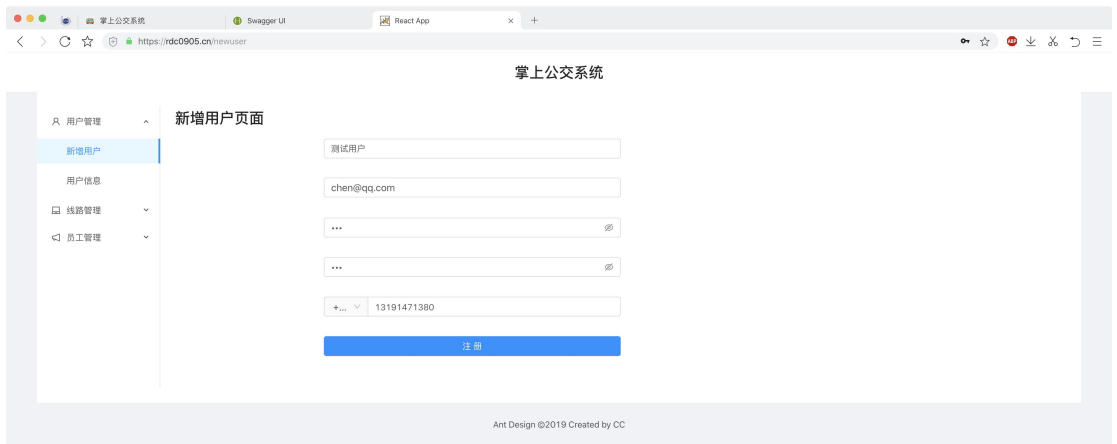 掌上公交系统
Swagger UI
React App
https://rdc0905.cn/newuser
ABP
掌上公交系统
用户管理
新增用户
用户信息
线路管理
员工管理
新增用户页面
测试用户
chen@qq.com
•••
•••
+... 13191471380
注 册
Ant Design ©2019 Created by CC